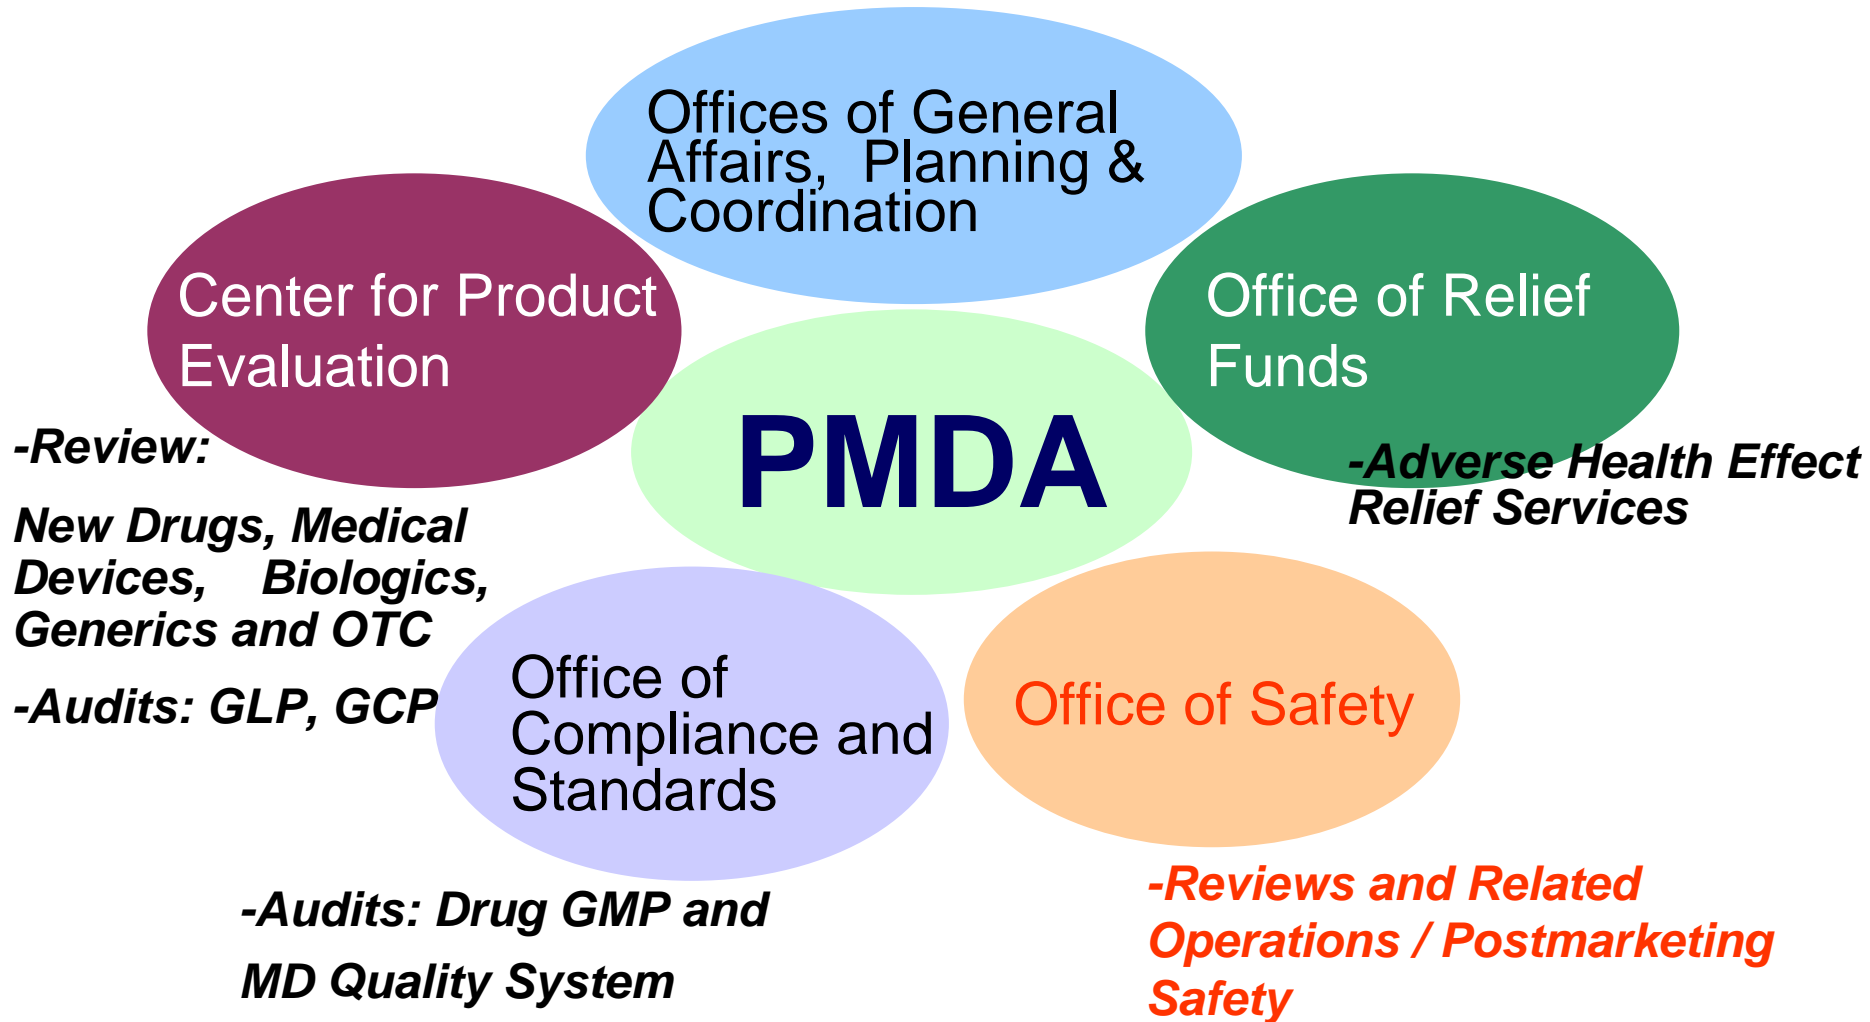 Offices of General
Affairs, Planning &
Coordination
Center for Product
Evaluation
Office of Relief
Funds
PMDA
-Review:
New Drugs, Medical
Devices, Biologics,
Generics and OTC
-Audits: GLP, GCP
-Adverse Health Effect
Relief Services
Office of
Compliance and
Standards
Office of Safety
-Audits: Drug GMP and
MD Quality System
-Reviews and Related
Operations / Postmarketing
Safety